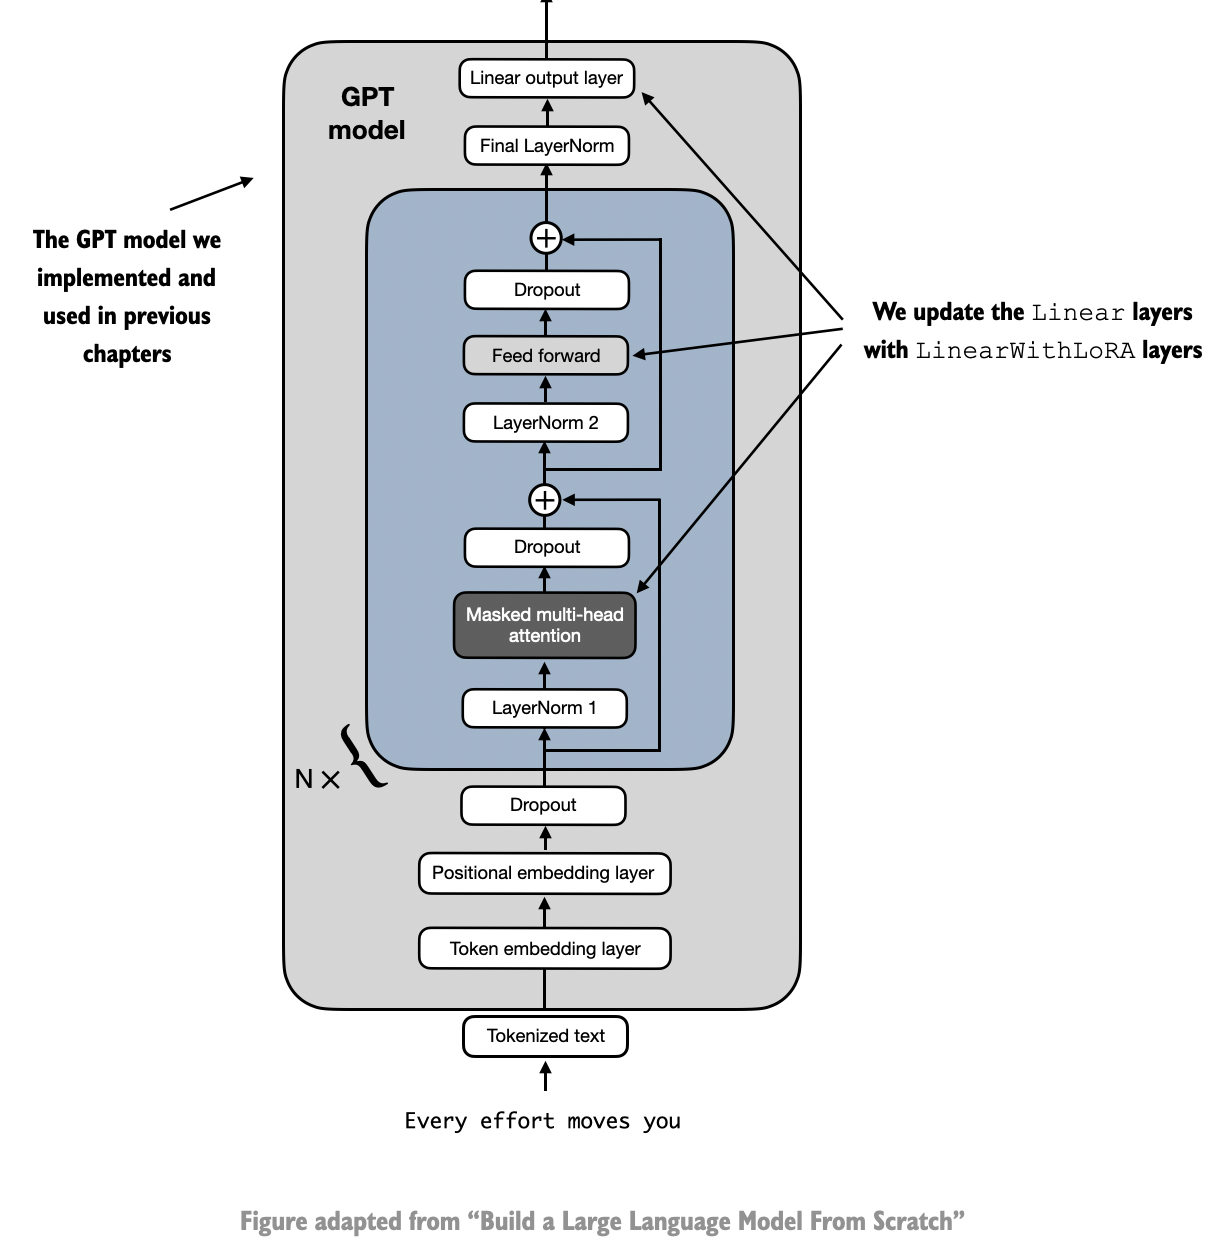 Linear output layer
GPT
model
Final LayerNorm
The GPT model we
implemented and
used in previous
chapters
Dropout
We update the Linear layers
with LinearWithLoRA layers
Feed forward
LayerNorm 2
Dropout
Masked multi-head
attention
LayerNorm 1
N×
Dropout
Positional embedding layer
Token embedding layer
Tokenized text
Every effort moves you
Figure adapted from “Build a Large Language Model From Scratch”